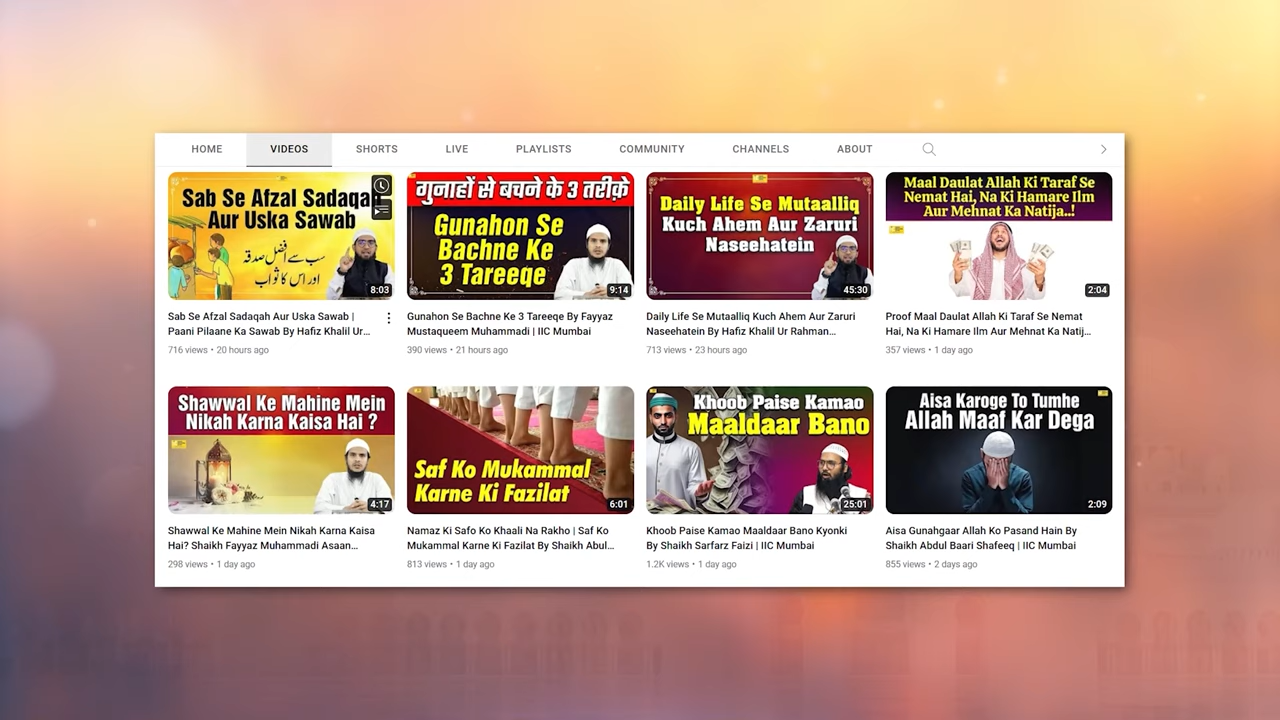 HOME VIDEOS SHORTS LIVE PLAYLISTS COMMUNITY CHANNELS ABOUT
Sab Se Afzal Sadaqah
Aur Uska Sawab
سب سے افضل صدقہ
اور اس کا ثواب
8:03
गुनाहों से बचने के 3 तरीक़े
Gunahon Se
Bachne Ke
3 Tareeqe
9:14
Daily Life Se Mutaalliq
Kuch Ahem Aur Zaruri
Naseehatein
45:30
Maal Daulat Allah Ki Taraf Se
Nemat Hai, Na Ki Hamare Ilm
Aur Mehnat Ka Natija..!
2:04
Sab Se Afzal Sadaqah Aur Uska Sawab |
Paani Pilaane Ka Sawab By Hafiz Khalil Ur...
716 views • 20 hours ago
Gunahon Se Bachne Ke 3 Tareeqe By Fayyaz
Mustaqueem Muhammadi | IIC Mumbai
390 views • 21 hours ago
Daily Life Se Mutaalliq Kuch Ahem Aur Zaruri
Naseehatein By Hafiz Khalil Ur Rahman...
713 views • 23 hours ago
Proof Maal Daulat Allah Ki Taraf Se Nemat
Hai, Na Ki Hamare Ilm Aur Mehnat Ka Natij...
357 views • 1 day ago
Shawwal Ke Mahine Mein
Nikah Karna Kaisa Hai ?
4:17
Saf Ko Mukammal
Karne Ki Fazilat
6:01
Khoob Paise Kamao
Maaldaar Bano
25:01
Aisa Karoge To Tumhe
Allah Maaf Kar Dega
2:09
Shawwal Ke Mahine Mein Nikah Karna Kaisa
Hai? Shaikh Fayyaz Muhammadi Asaan...
298 views • 1 day ago
Namaz Ki Safo Ko Khaali Na Rakho | Saf Ko
Mukammal Karne Ki Fazilat By Shaikh Abul...
813 views • 1 day ago
Khoob Paise Kamao Maaldaar Bano Kyonki
By Shaikh Sarfarz Faizi | IIC Mumbai
1.2K views • 1 day ago
Aisa Gunahgaar Allah Ko Pasand Hain By
Shaikh Abdul Baari Shafeeq | IIC Mumbai
855 views • 2 days ago